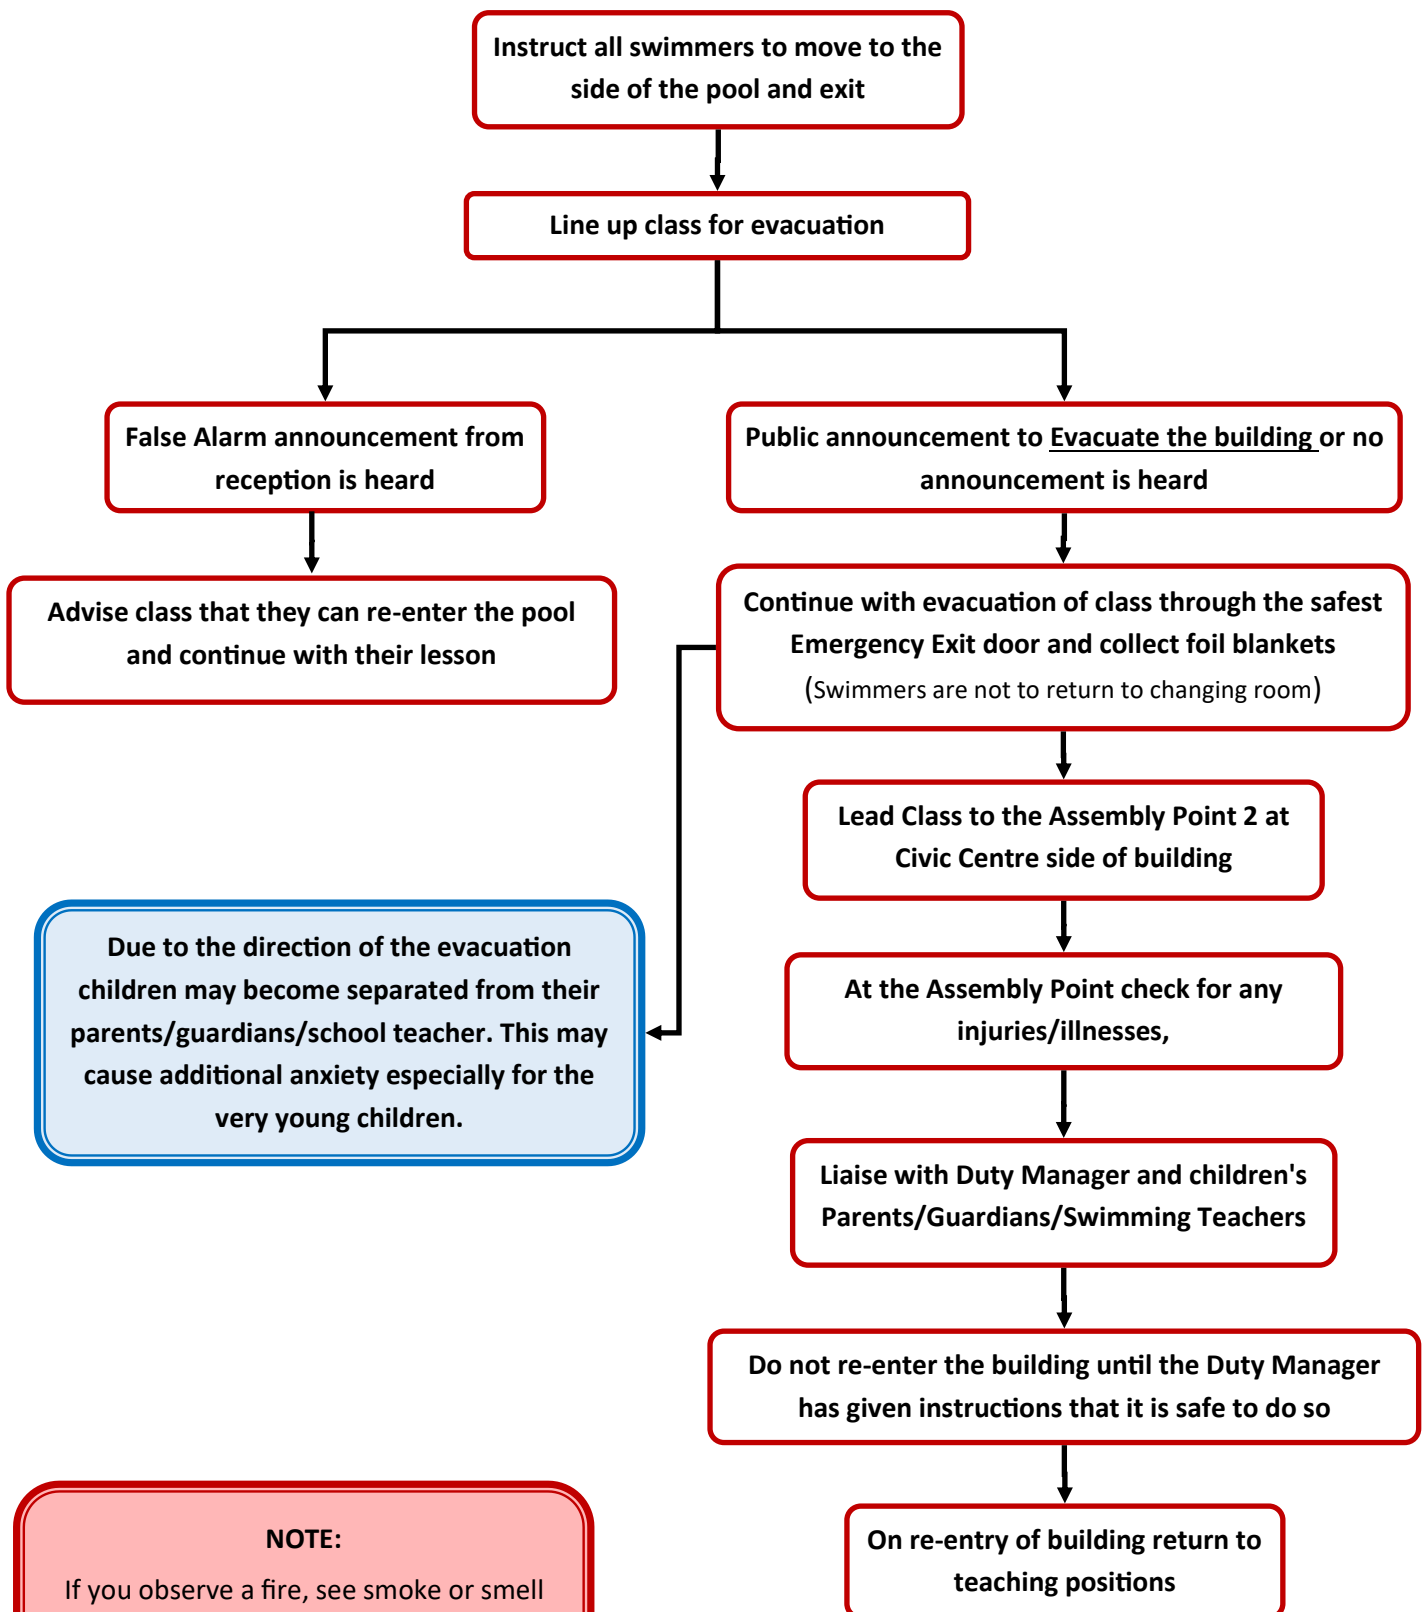 Instruct all swimmers to move to the
side of the pool and exit
Line up class for evacuation
False Alarm announcement from
reception is heard
Advise class that they can re-enter the pool
and continue with their lesson
Public announcement to Evacuate the building or no
announcement is heard
Continue with evacuation of class through the safest
Emergency Exit door and collect foil blankets
(Swimmers are not to return to changing room)
Due to the direction of the evacuation
children may become separated from their
parents/guardians/school teacher. This may
cause additional anxiety especially for the
very young children.
Lead Class to the Assembly Point 2 at
Civic Centre side of building
At the Assembly Point check for any
injuries/illnesses,
Liaise with Duty Manager and children's
Parents/Guardians/Swimming Teachers
Do not re-enter the building until the Duty Manager
has given instructions that it is safe to do so
On re-entry of building return to
teaching positions
NOTE:
If you observe a fire, see smoke or smell